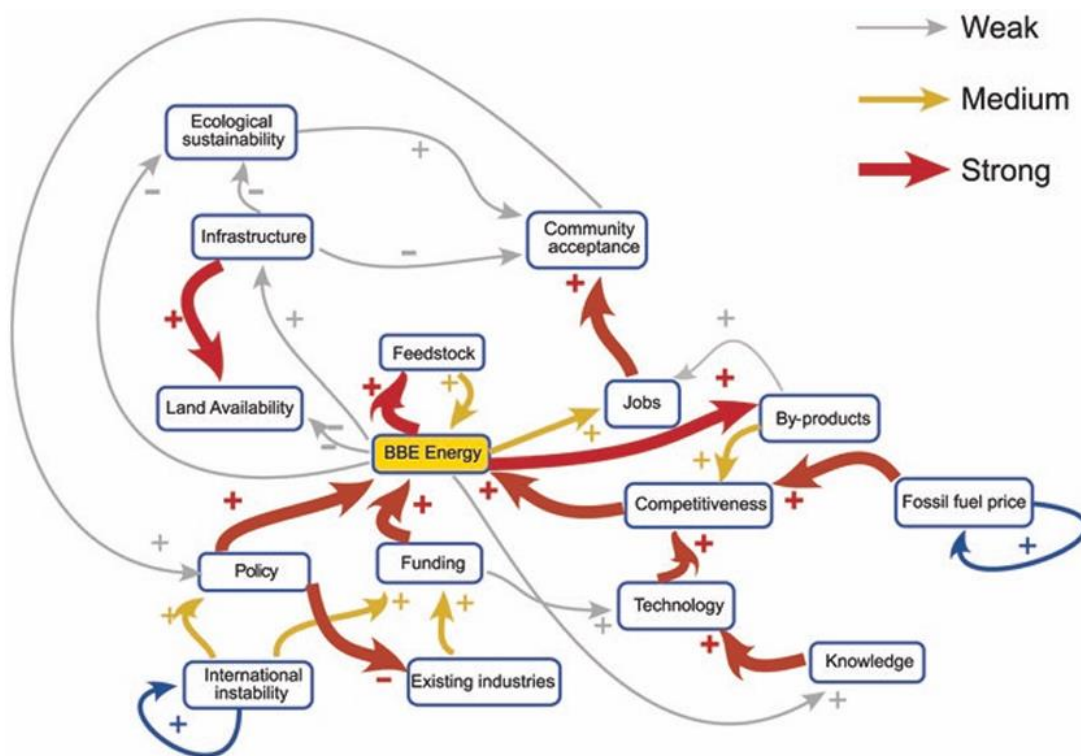 Weak
Medium
Strong
Ecological
sustainability
+
-
-
Infrastructure
-
Community
acceptance
+
+
+
Feedstock
+
+
+
+
Land Availability
Jobs
By-products
-
-
BBE Energy
+
+
+
+
+
Competitiveness
+
Fossil fuel price
+
+
Policy
Funding
+
+
+
+
Technology
+
+
Knowledge
International
instability
-
Existing industries
+
+